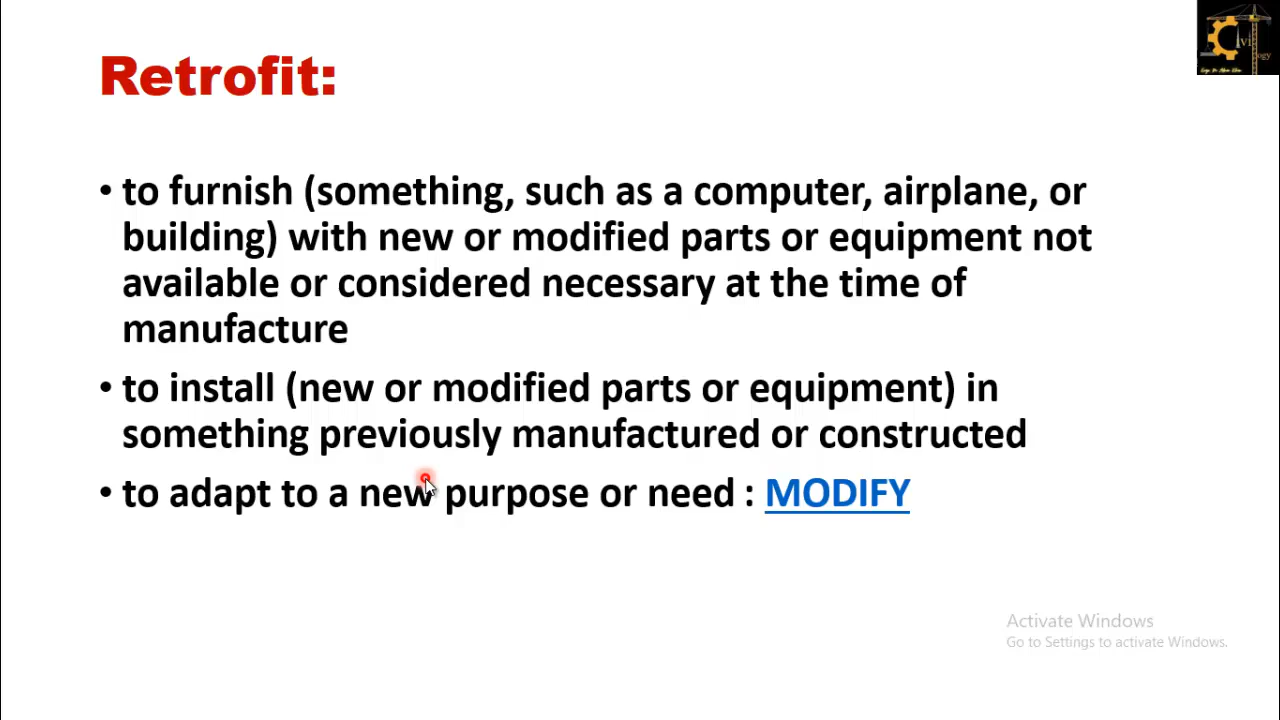 Retrofit:
• to furnish (something, such as a computer, airplane, or
building) with new or modified parts or equipment not
available or considered necessary at the time of
manufacture
• to install (new or modified parts or equipment) in
something previously manufactured or constructed
• to adapt to a new purpose or need : MODIFY
Activate Windows
Go to Settings to activate Windows.